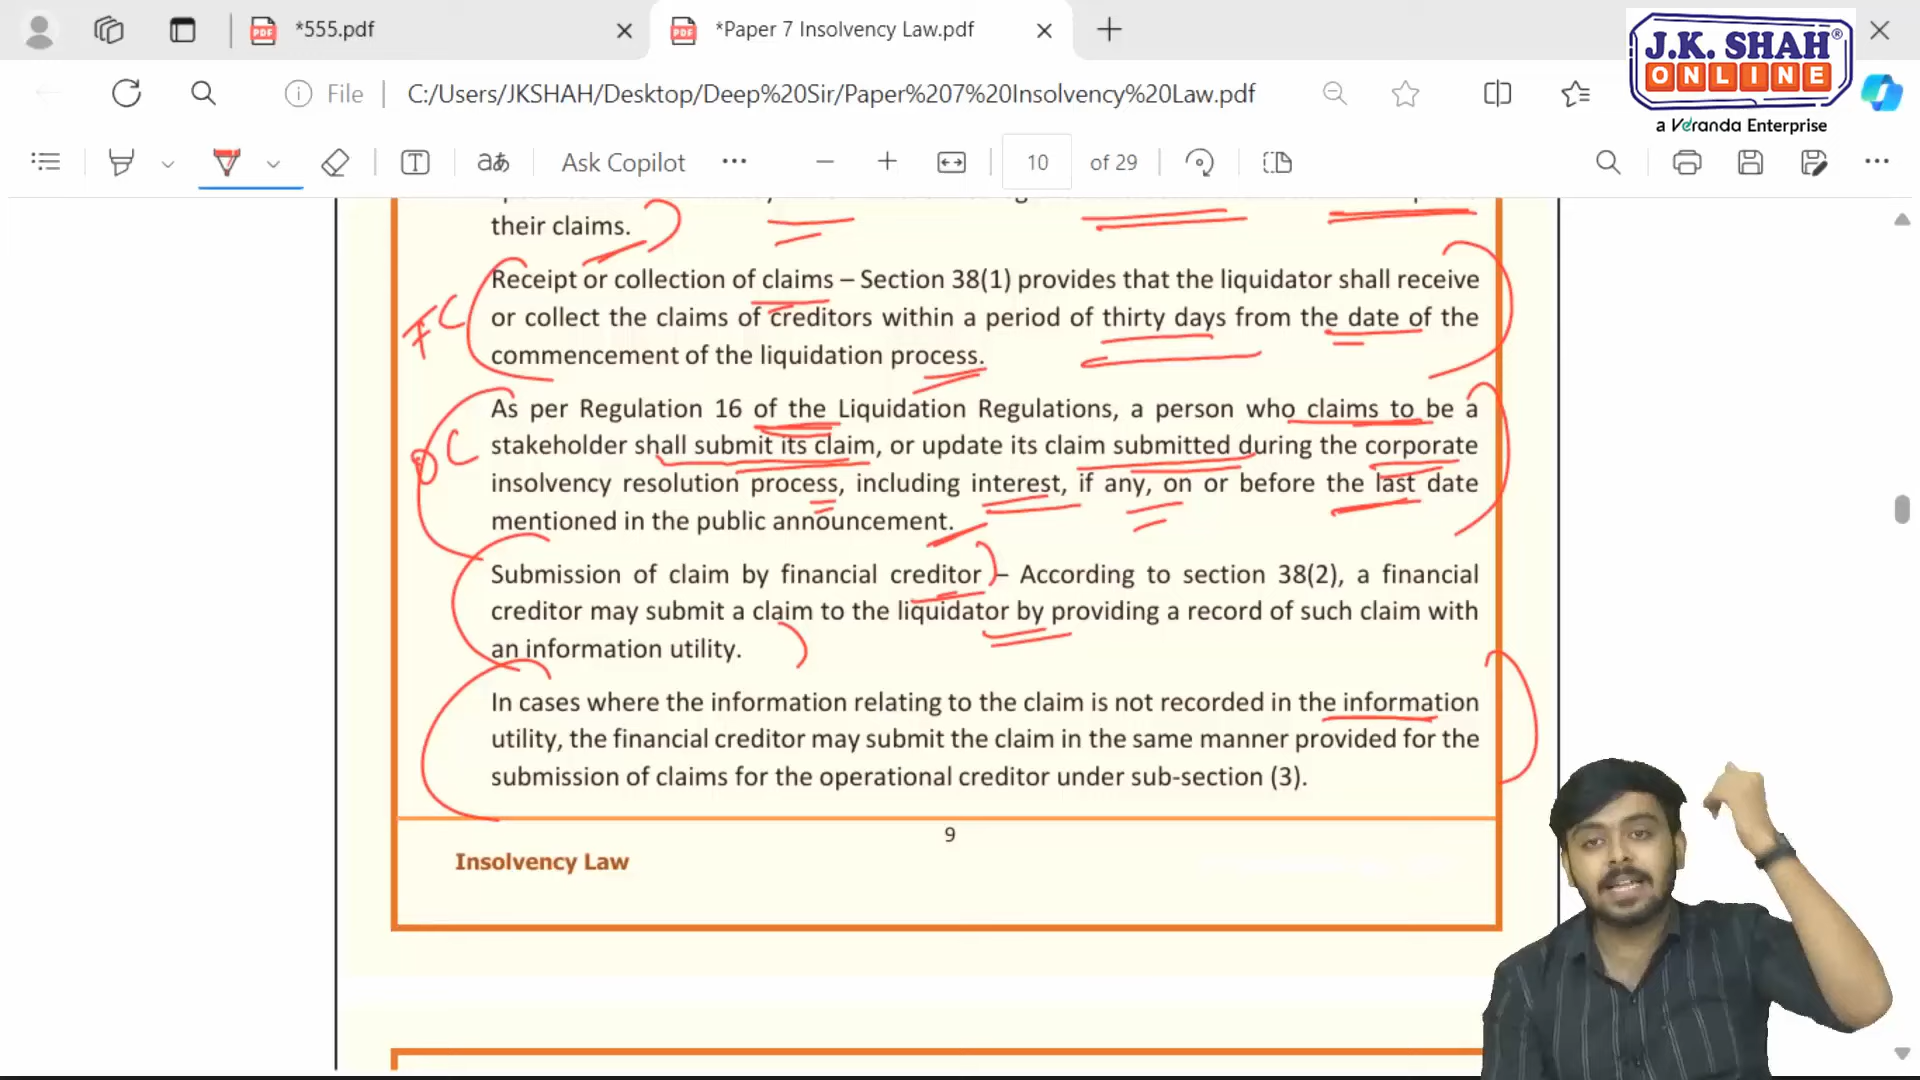 *555.pdf
*Paper 7 Insolvency Law.pdf
J.K. SHAH®
ONLINE
a Veranda Enterprise
File
C:/Users/JKSHAH/Desktop/Deep%20Sir/Paper%207%20Insolvency%20Law.pdf
aあ
Ask Copilot
10
of 29
their claims.
Receipt or collection of claims – Section 38(1) provides that the liquidator shall receive
or collect the claims of creditors within a period of thirty days from the date of the
commencement of the liquidation process.
FC
As per Regulation 16 of the Liquidation Regulations, a person who claims to be a
stakeholder shall submit its claim, or update its claim submitted during the corporate
insolvency resolution process, including interest, if any, on or before the last date
mentioned in the public announcement.
OC
Submission of claim by financial creditor – According to section 38(2), a financial
creditor may submit a claim to the liquidator by providing a record of such claim with
an information utility.
In cases where the information relating to the claim is not recorded in the information
utility, the financial creditor may submit the claim in the same manner provided for the
submission of claims for the operational creditor under sub-section (3).
9
Insolvency Law